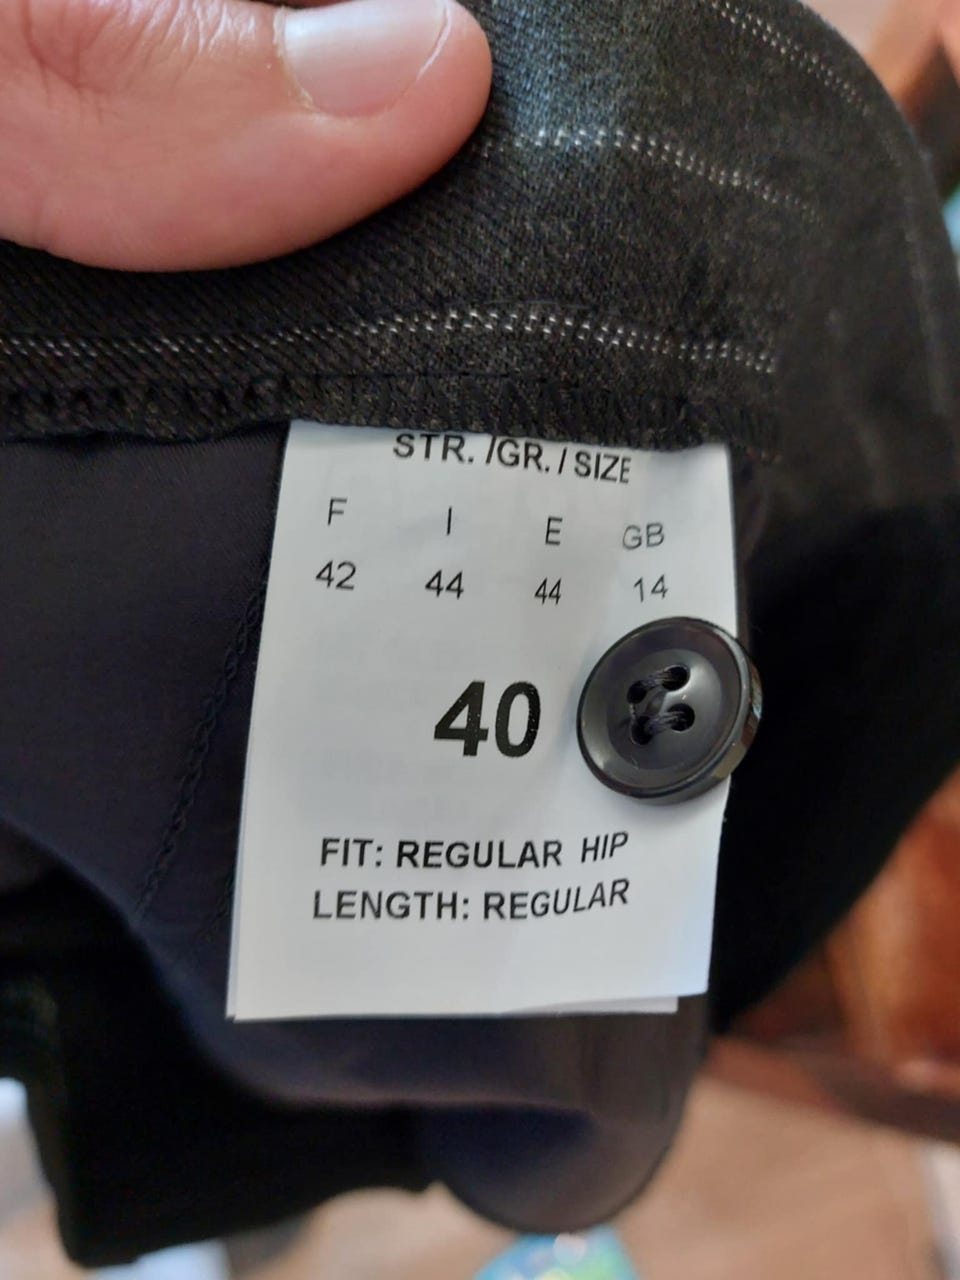 STR. /GR. / SIZE
F I E GB
42 44 44 14
40
FIT: REGULAR HIP
LENGTH: REGULAR